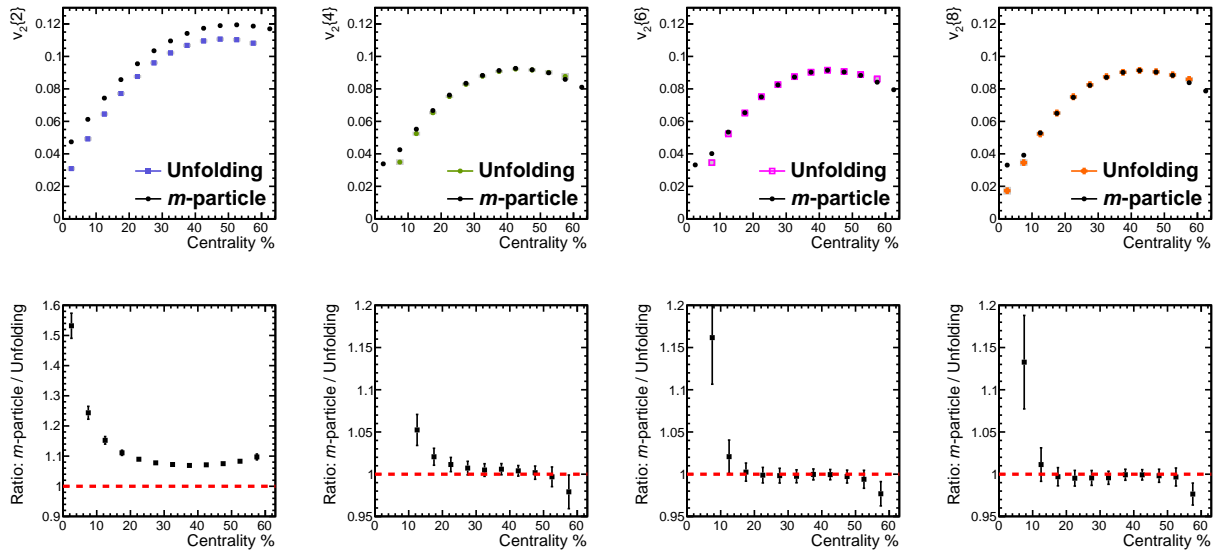 v₂{2}
0.12
0.1
0.08
0.06
0.04
0.02
0
Unfolding
m-particle
0 10 20 30 40 50 60
Centrality %
v₂{4}
0.12
0.1
0.08
0.06
0.04
0.02
0
Unfolding
m-particle
0 10 20 30 40 50 60
Centrality %
v₂{6}
0.12
0.1
0.08
0.06
0.04
0.02
0
Unfolding
m-particle
0 10 20 30 40 50 60
Centrality %
v₂{8}
0.12
0.1
0.08
0.06
0.04
0.02
0
Unfolding
m-particle
0 10 20 30 40 50 60
Centrality %
Ratio: m-particle / Unfolding
1.6
1.5
1.4
1.3
1.2
1.1
1
0.9
0 10 20 30 40 50 60
Centrality %
Ratio: m-particle / Unfolding
1.2
1.15
1.1
1.05
1
0.95
0 10 20 30 40 50 60
Centrality %
Ratio: m-particle / Unfolding
1.2
1.15
1.1
1.05
1
0.95
0 10 20 30 40 50 60
Centrality %
Ratio: m-particle / Unfolding
1.2
1.15
1.1
1.05
1
0.95
0 10 20 30 40 50 60
Centrality %